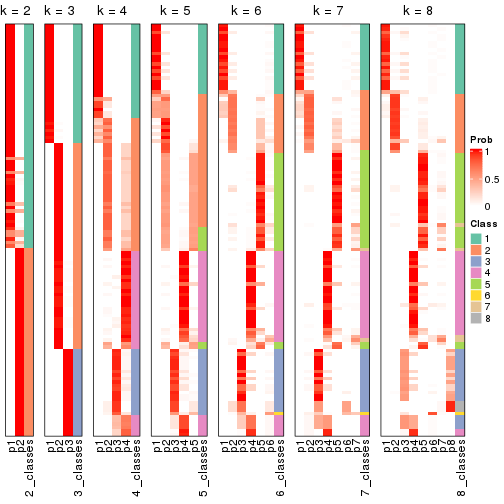 k = 2 k = 3 k = 4 k = 5 k = 6 k = 7 k = 8
Prob
1
0.5
0
Class
1
2
3
4
5
6
7
8
p1 p2 2_classes
p1 p2 p3 3_classes
p1 p2 p3 p4 4_classes
p1 p2 p3 p4 p5 5_classes
p1 p2 p3 p4 p5 p6 6_classes
p1 p2 p3 p4 p5 p6 p7 7_classes
p1 p2 p3 p4 p5 p6 p7 p8 8_classes